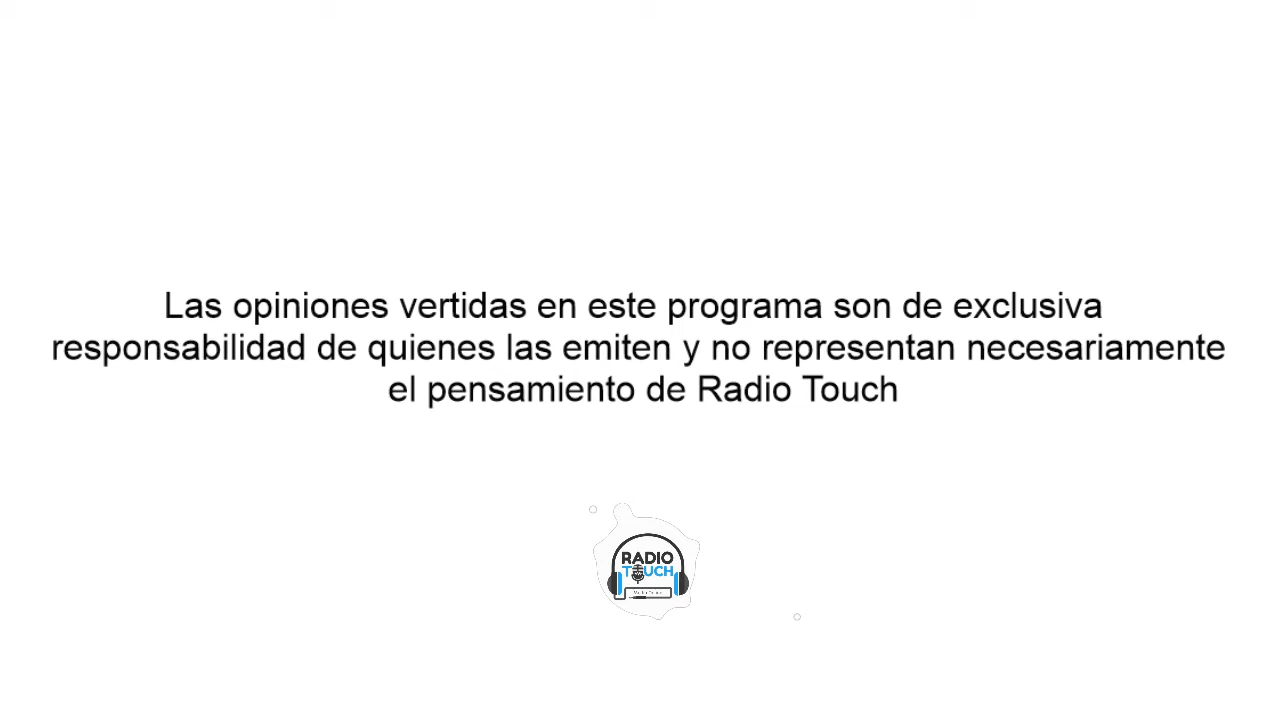 Las opiniones vertidas en este programa son de exclusiva
responsabilidad de quienes las emiten y no representan necesariamente
el pensamiento de Radio Touch
RADIO
TOUCH